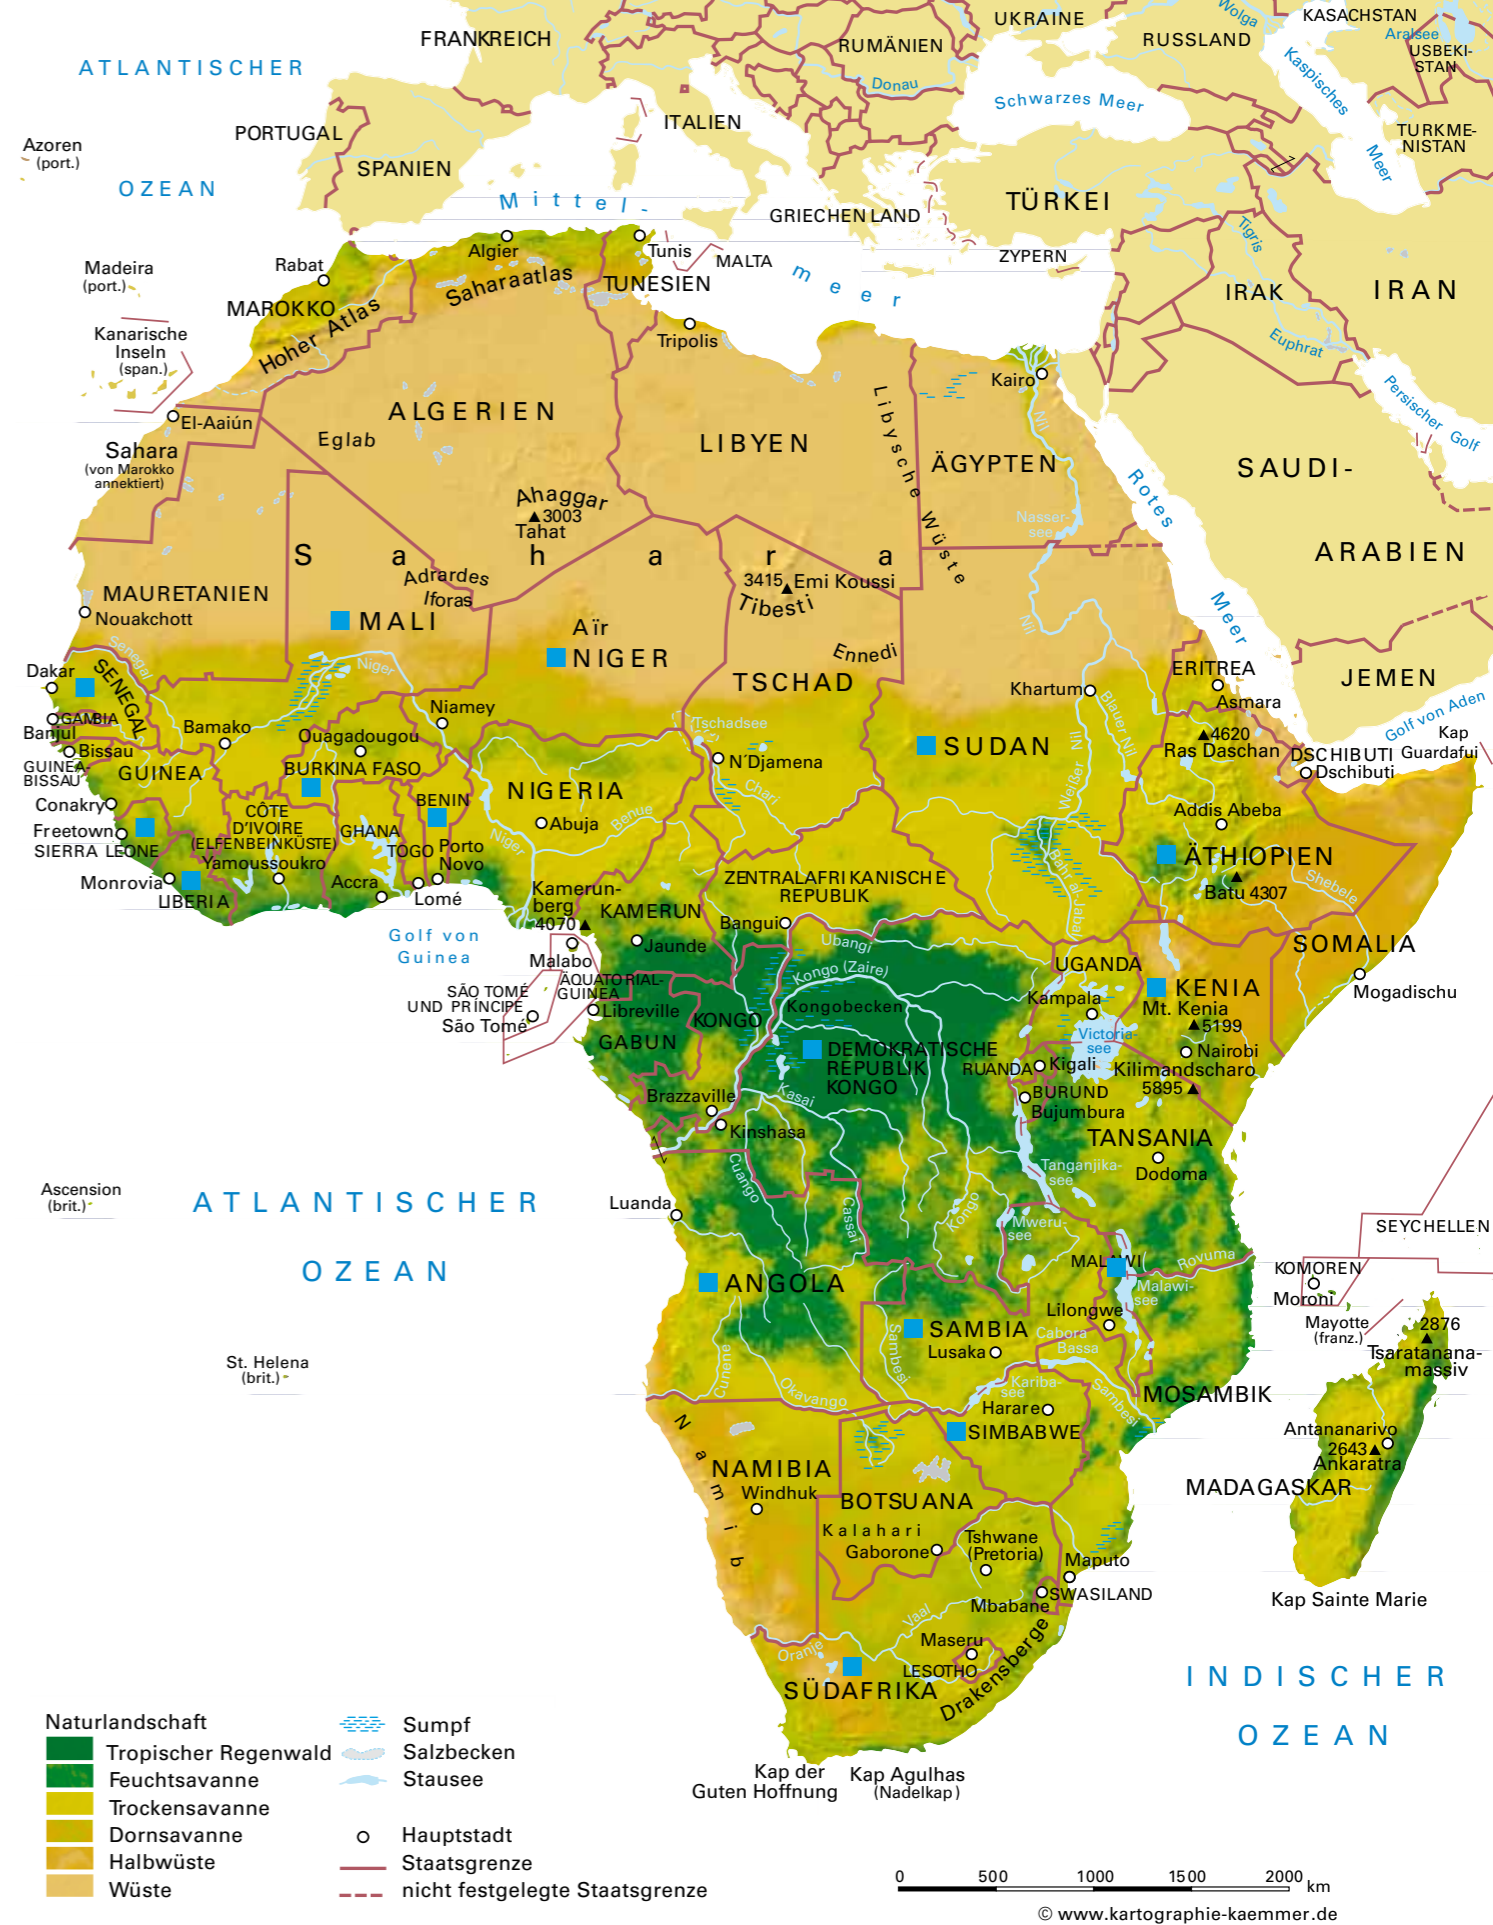 FRANKREICH
UKRAINE
Wolga
KASACHSTAN
Aralsee
USBEKI-
STAN
RUMÄNIEN
RUSSLAND
Donau
Kaspisches
Meer
ATLANTISCHER
OZEAN
Schwarzes Meer
ITALIEN
TURKME-
NISTAN
PORTUGAL
SPANIEN
Azoren
(port.)
Mittel-
meer
GRIECHENLAND
TÜRKEI
ZYPERN
Tigris
IRAK
IRAN
Euphrat
Algier
Tunis
MALTA
Rabat
Madeira
(port.)
Saharaatlas
TUNESIEN
MAROKKO
Hoher Atlas
Tripolis
Kanarische
Inseln
(span.)
Kairo
Persischer Golf
El-Aaiún
ALGERIEN
Eglab
LIBYEN
Libysche Wüste
Nil
ÄGYPTEN
Sahara
(von Marokko
annektiert)
SAUDI-
ARABIEN
Rotes
Meer
Ahaggar
3003
Tahat
Nasser-
see
Sahara
Adrardes
Iforas
3415
Emi Koussi
Tibesti
MAURETANIEN
Nouakchott
MALI
Aïr
NIGER
Ennedi
Nil
Senegal
Niger
TSCHAD
ERITREA
Asmara
JEMEN
Dakar
SENEGAL
Khartum
Golf von Aden
Kap
Guardafui
GAMBIA
Banjul
Bamako
Niamey
Tschadsee
Blauer Nil
4620
Ras Daschan
Bissau
GUINEA-
BISSAU
Ouagadougou
SUDAN
Weißer Nil
DSCHIBUTI
Dschibuti
GUINEA
BURKINA FASO
N´Djamena
Chari
NIGERIA
Conakry
CÔTE
D'IVOIRE
(ELFENBEINKÜSTE)
BENIN
Abuja
Benue
Addis Abeba
Freetown
SIERRA LEONE
GHANA
TOGO
Porto
Novo
Niger
Yamoussoukro
Bahr al-Jabal
ÄTHIOPIEN
Batu 4307
Shebele
Monrovia
LIBERIA
Accra
Lomé
Kamerun-
berg
4070
KAMERUN
ZENTRALAFRIKANISCHE
REPUBLIK
Bangui
Golf von
Guinea
Malabo
Jaunde
Ubangi
SOMALIA
UGANDA
Kongo (Zaire)
ÄQUATORIAL-
GUINEA
SÃO TOMÉ
UND PRÍNCIPE
São Tomé
Libreville
GABUN
KONGO
Kongobecken
Kampala
KENIA
Mt. Kenia
5199
Mogadischu
Victoria-
see
DEMOKRATISCHE
REPUBLIK
KONGO
RUANDA
Kigali
Nairobi
Kilimandscharo
5895
Brazzaville
Kasai
BURUND
Bujumbura
Kinshasa
TANSANIA
Dodoma
Tanganjika-
see
Ascension
(brit.)
ATLANTISCHER
OZEAN
Cuango
Luanda
Cassai
Kongo
Mweru-
see
SEYCHELLEN
ANGOLA
MALAWI
Rovuma
Malawi-
see
KOMOREN
Moroni
Mayotte
(franz.)
SAMBIA
Lilongwe
Lusaka
Sambesi
Cabora
Bassa
2876
Tsaratanana-
massiv
St. Helena
(brit.)
Cunene
Okavango
Kariba-
see
Sambesi
MOSAMBIK
Harare
SIMBABWE
Namib
NAMIBIA
Windhuk
BOTSUANA
Antananarivo
2643
Ankaratra
MADAGASKAR
Kalahari
Gaborone
Tshwane
(Pretoria)
Maputo
Mbabane
SWASILAND
Kap Sainte Marie
Vaal
Oranje
Maseru
LESOTHO
Drakensberge
SÜDAFRIKA
INDISCHER
OZEAN
Kap der
Guten Hoffnung
Kap Agulhas
(Nadelkap)
Naturlandschaft
Tropischer Regenwald
Feuchtsavanne
Trockensavanne
Dornsavanne
Halbwüste
Wüste
Sumpf
Salzbecken
Stausee
Hauptstadt
Staatsgrenze
nicht festgelegte Staatsgrenze
0 500 1000 1500 2000 km
© www.kartographie-kaemmer.de